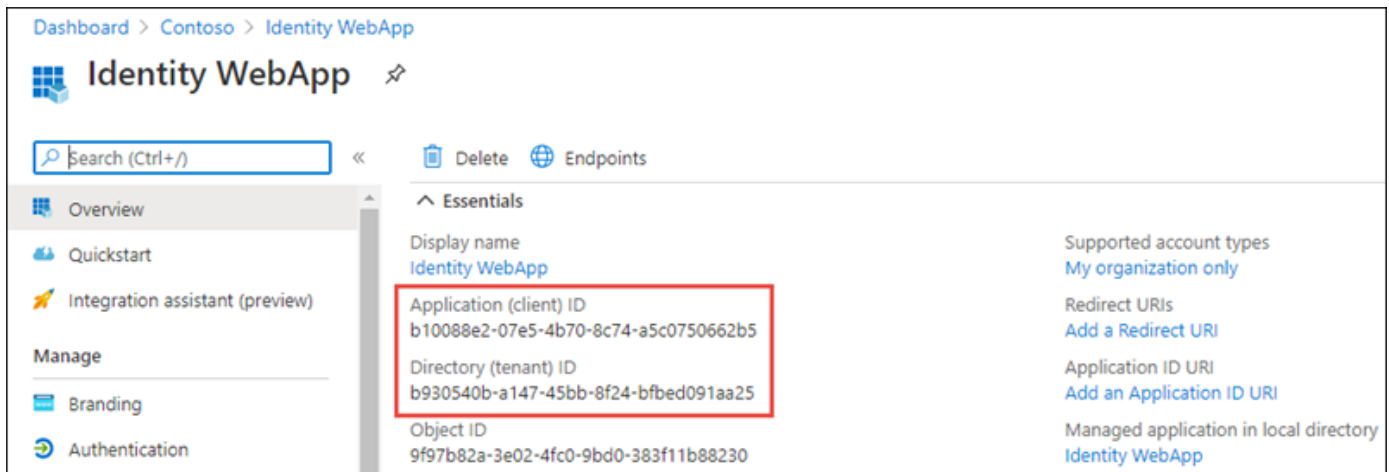 Dashboard > Contoso > Identity WebApp
Identity WebApp
Search (Ctrl+/)
«
Delete
Endpoints
Overview
Quickstart
Integration assistant (preview)
Manage
Branding
Authentication
Essentials
Display name
Identity WebApp
Application (client) ID
b10088e2-07e5-4b70-8c74-a5c0750662b5
Directory (tenant) ID
b930540b-a147-45bb-8f24-bfbed091aa25
Object ID
9f97b82a-3e02-4fc0-9bd0-383f11b88230
Supported account types
My organization only
Redirect URIs
Add a Redirect URI
Application ID URI
Add an Application ID URI
Managed application in local directory
Identity WebApp